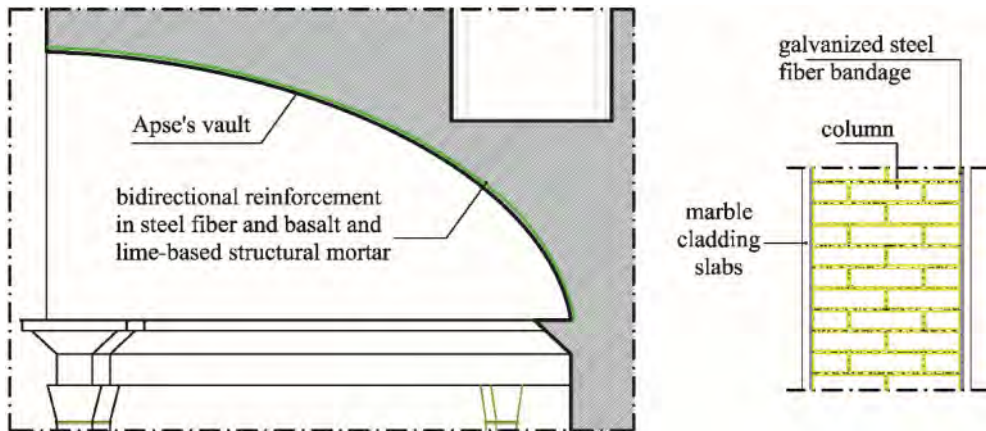 Apse's vault
bidirectional reinforcement
in steel fiber and basalt and
lime-based structural mortar
galvanized steel
fiber bandage
column
marble
cladding
slabs